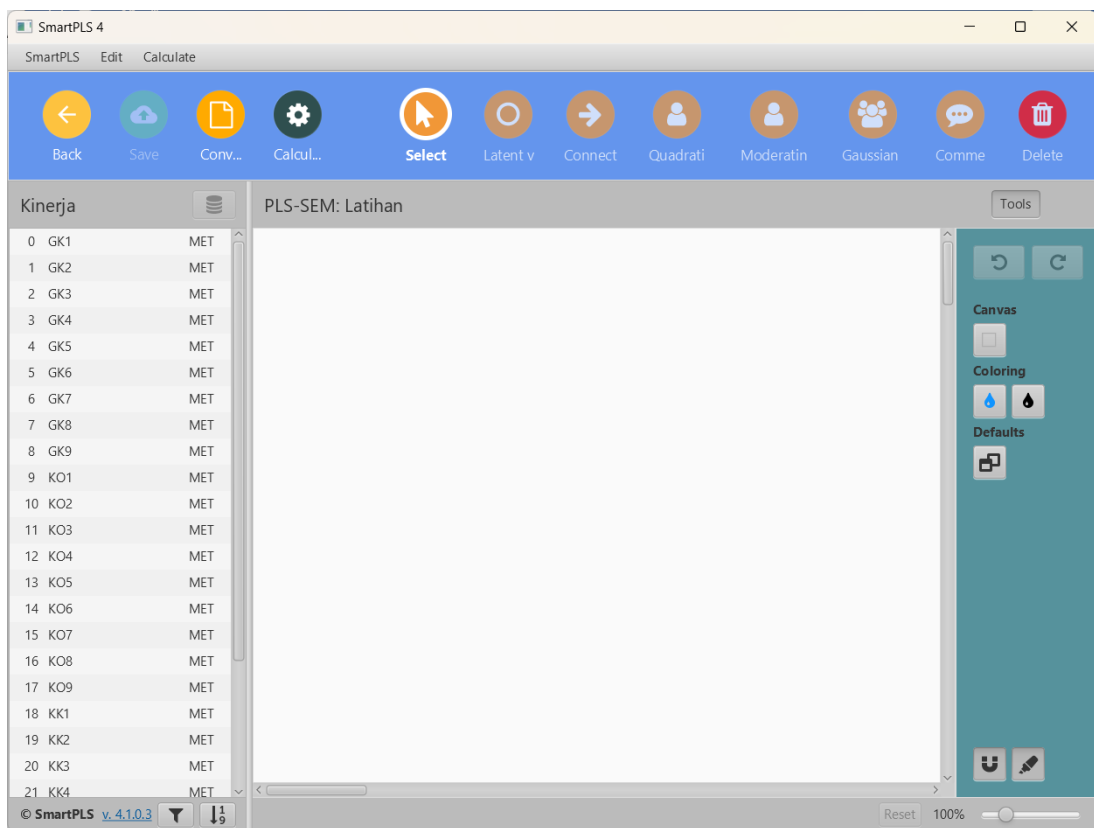 SmartPLS 4
SmartPLS Edit Calculate
Back Save Conv... Calcul... Select Latent v Connect Quadrati Moderatin Gaussian Comme Delete
Kinerja PLS-SEM: Latihan Tools
0 GK1 MET
1 GK2 MET
2 GK3 MET
3 GK4 MET
4 GK5 MET
5 GK6 MET
6 GK7 MET
7 GK8 MET
8 GK9 MET
9 KO1 MET
10 KO2 MET
11 KO3 MET
12 KO4 MET
13 KO5 MET
14 KO6 MET
15 KO7 MET
16 KO8 MET
17 KO9 MET
18 KK1 MET
19 KK2 MET
20 KK3 MET
21 KK4 MET
Canvas
Coloring
Defaults
© SmartPLS v. 4.1.0.3 Reset 100%